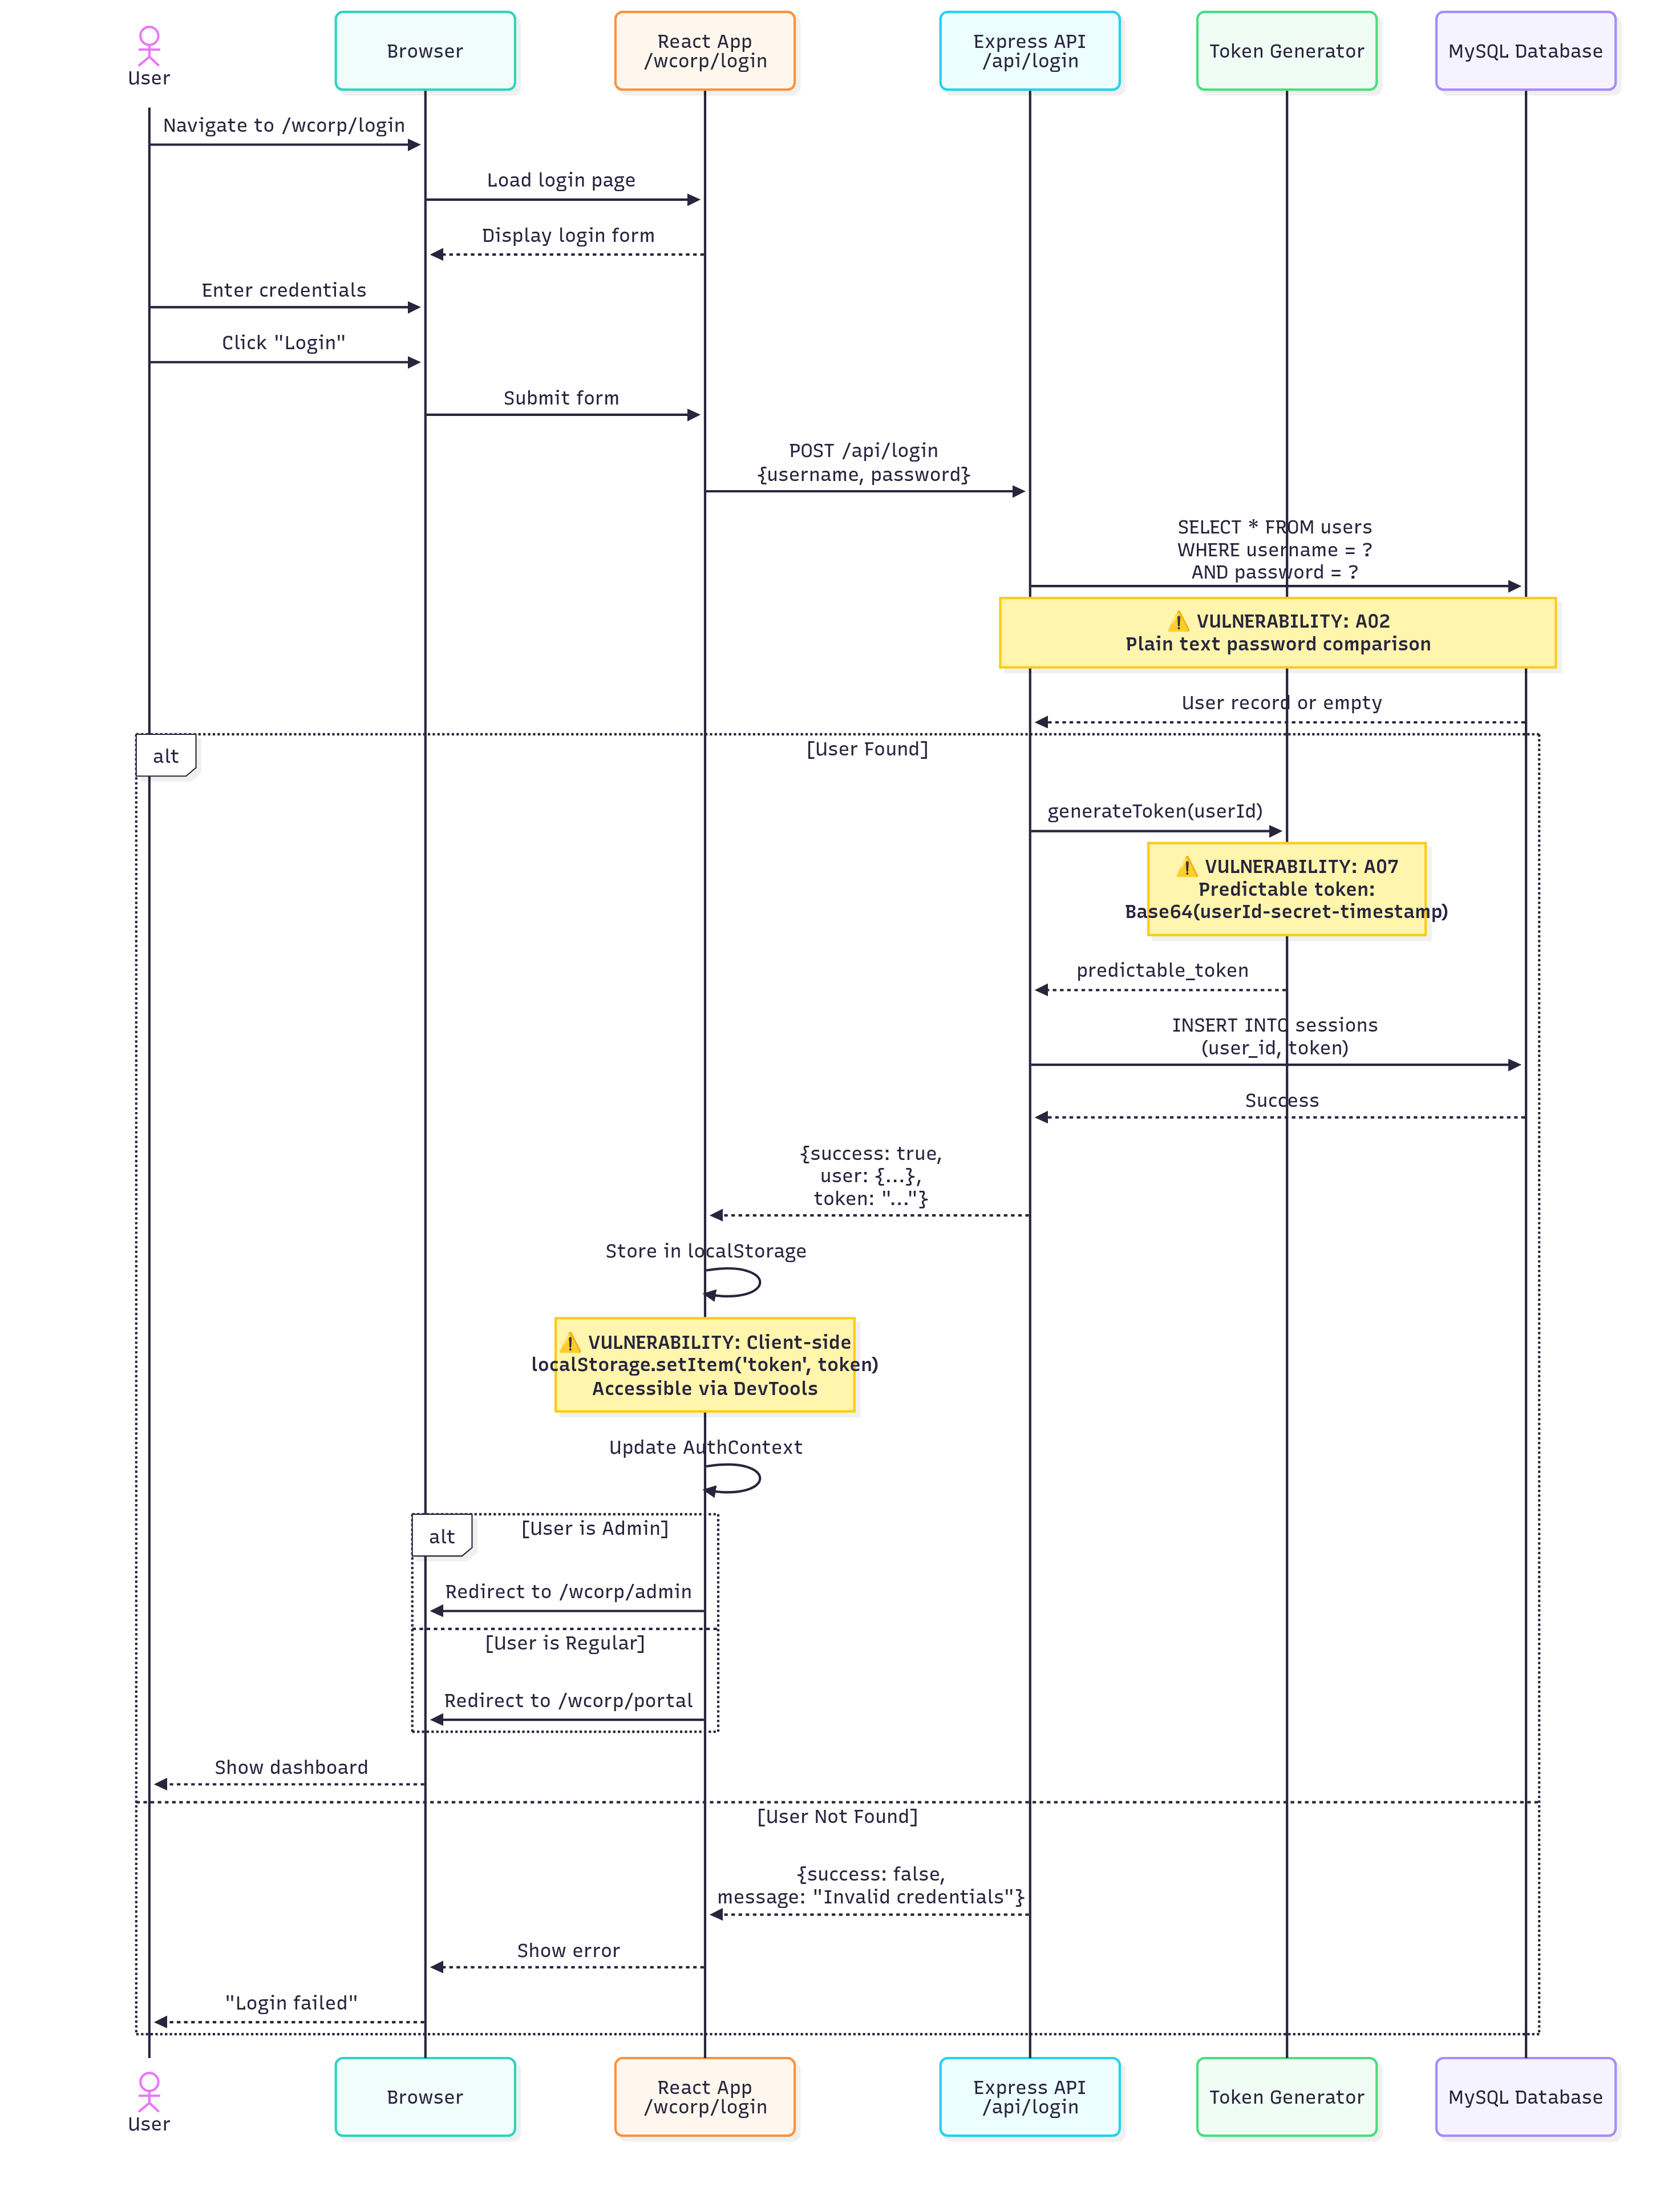 User
Browser
React App
/wcorp/login
Express API
/api/login
Token Generator
MySQL Database
Navigate to /wcorp/login
Load login page
Display login form
Enter credentials
Click "Login"
Submit form
POST /api/login
{username, password}
SELECT * FROM users
WHERE username = ?
AND password = ?
⚠️ VULNERABILITY: A02
Plain text password comparison
User record or empty
alt
[User Found]
generateToken(userId)
⚠️ VULNERABILITY: A07
Predictable token:
Base64(userId-secret-timestamp)
predictable_token
INSERT INTO sessions
(user_id, token)
Success
{success: true,
user: {...},
token: "..."}
Store in localStorage
⚠️ VULNERABILITY: Client-side
localStorage.setItem('token', token)
Accessible via DevTools
Update AuthContext
alt
[User is Admin]
Redirect to /wcorp/admin
[User is Regular]
Redirect to /wcorp/portal
Show dashboard
[User Not Found]
{success: false,
message: "Invalid credentials"}
Show error
"Login failed"
User
Browser
React App
/wcorp/login
Express API
/api/login
Token Generator
MySQL Database